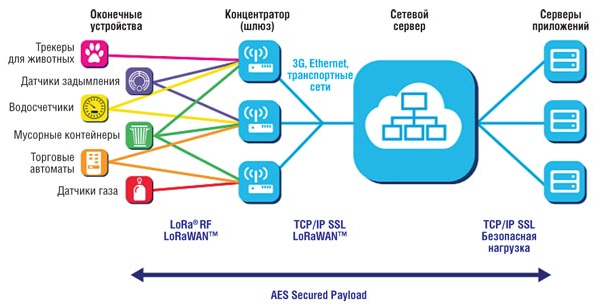 Оконечные
устройства
Концентратор
(шлюз)
Сетевой
сервер
Серверы
приложений
Трекеры
для животных
Датчики задымления
Водосчетчики
Мусорные контейнеры
Торговые
автоматы
Датчики газа
3G, Ethernet,
транспортные
сети
LoRa® RF
LoRaWAN™
TCP/IP SSL
LoRaWAN™
TCP/IP SSL
Безопасная
нагрузка
AES Secured Payload